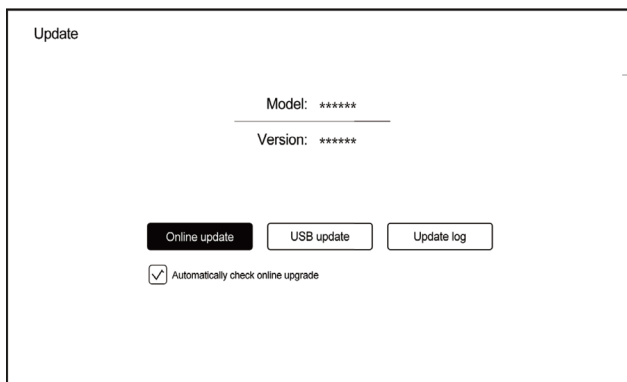 Update
Model: ******
Version: ******
Online update USB update Update log
Automatically check online upgrade